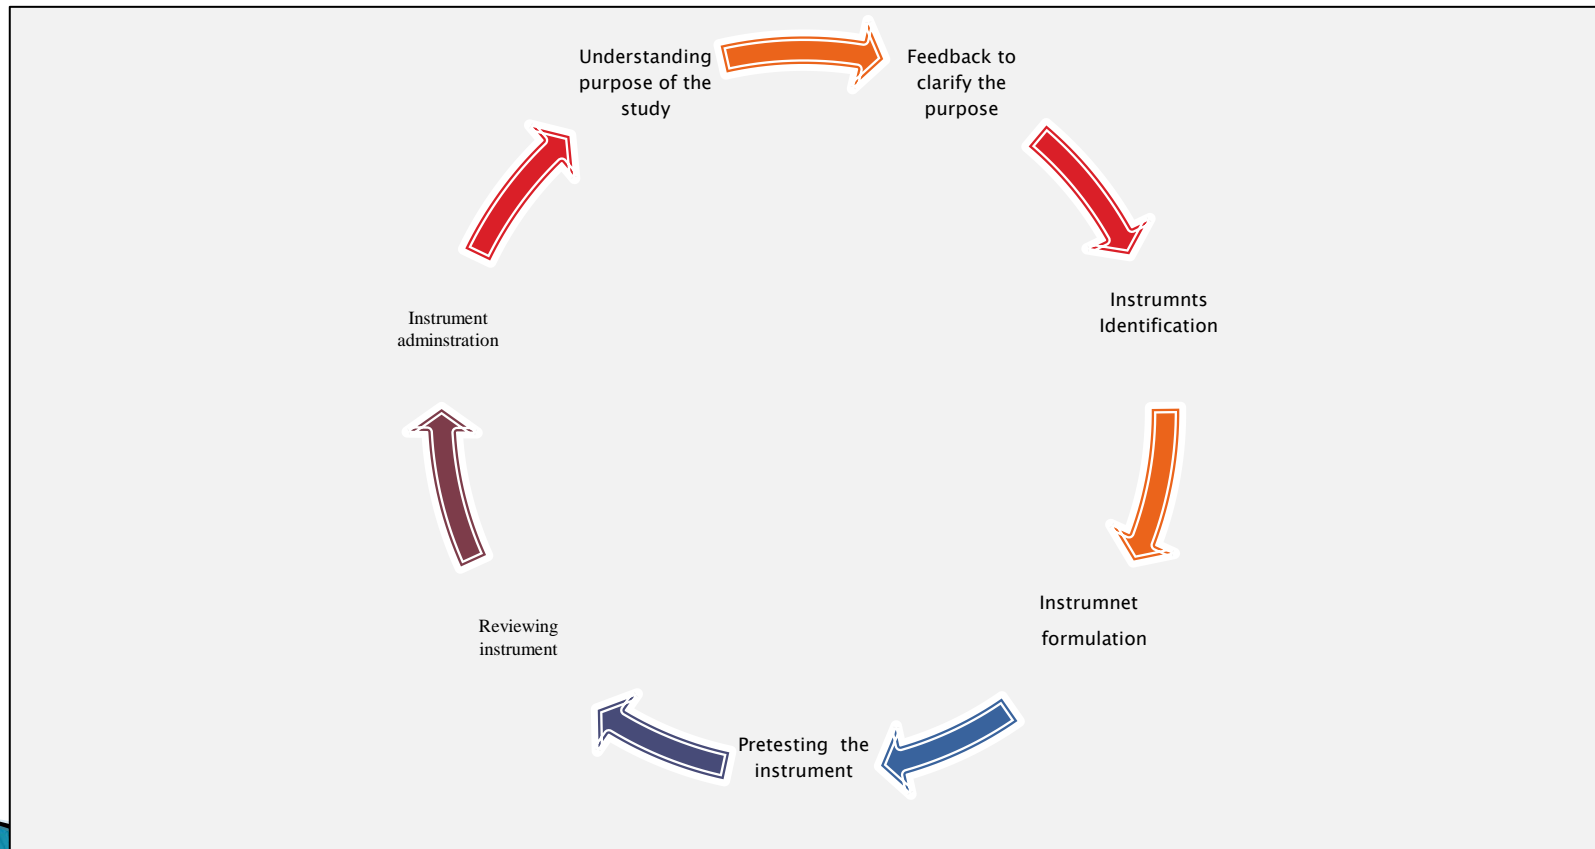 Understanding
purpose of the
study
Feedback to
clarify the
purpose
Instrumnts
Identification
Instrumnet
formulation
Pretesting the
instrument
Reviewing
instrument
Instrument
adminstration